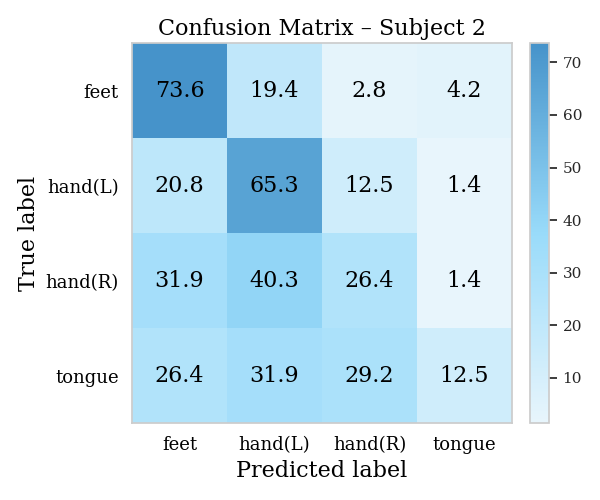 Confusion Matrix – Subject 2
feet 73.6 19.4 2.8 4.2
hand(L) 20.8 65.3 12.5 1.4
hand(R) 31.9 40.3 26.4 1.4
tongue 26.4 31.9 29.2 12.5
feet hand(L) hand(R) tongue
Predicted label
True label
70
60
50
40
30
20
10